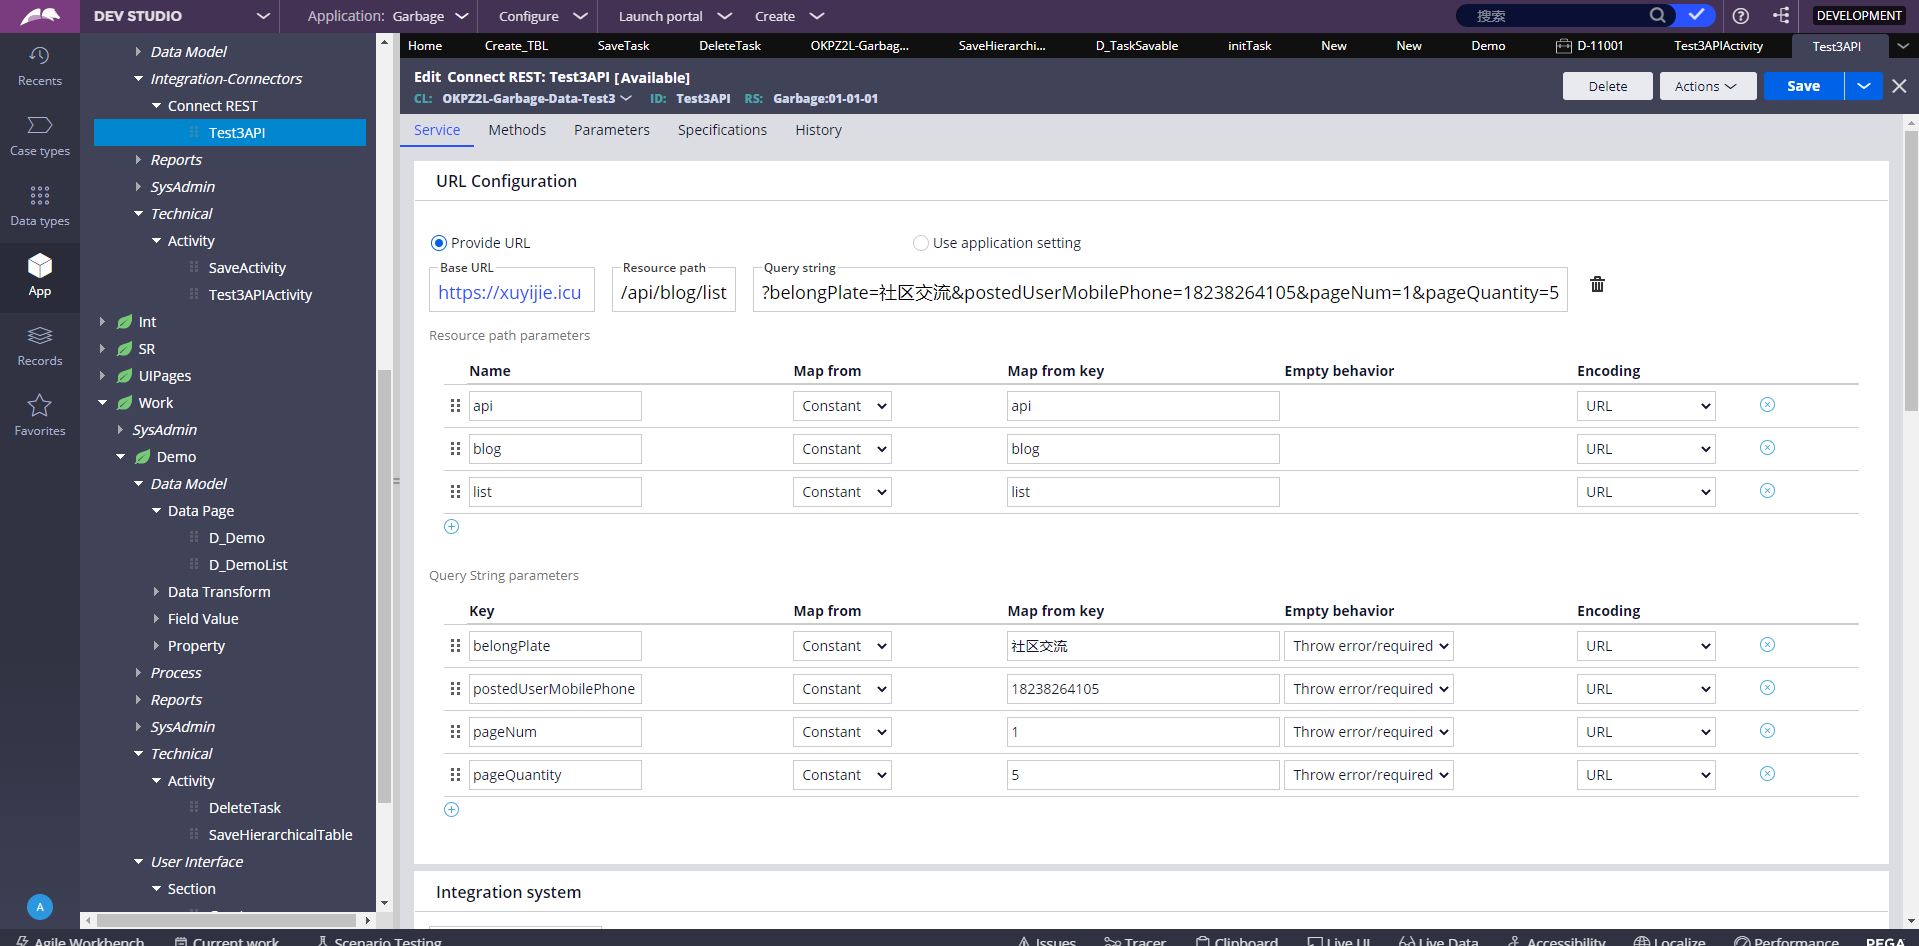 DEV STUDIO
Application: Garbage
Configure
Launch portal
Create
搜索
DEVELOPMENT
Home
Create_TBL
SaveTask
DeleteTask
OKPZ2L-Garbag...
SaveHierarchi...
D_TaskSavable
initTask
New
New
Demo
D-11001
Test3APIActivity
Test3API
Recents
Case types
Data types
App
Records
Favorites
A
Data Model
Integration-Connectors
Connect REST
Test3API
Reports
SysAdmin
Technical
Activity
SaveActivity
Test3APIActivity
Int
SR
UIPages
Work
SysAdmin
Demo
Data Model
Data Page
D_Demo
D_DemoList
Data Transform
Field Value
Property
Process
Reports
SysAdmin
Technical
Activity
DeleteTask
SaveHierarchicalTable
User Interface
Section
Edit Connect REST: Test3API [Available]
CL: OKPZ2L-Garbage-Data-Test3 ID: Test3API RS: Garbage:01-01-01
Delete
Actions
Save
Service
Methods
Parameters
Specifications
History
URL Configuration
Provide URL
Use application setting
Base URL
Resource path
Query string
https://xuyijie.icu
/api/blog/list
?belongPlate=社区交流&postedUserMobilePhone=18238264105&pageNum=1&pageQuantity=5
Resource path parameters
Name Map from Map from key Empty behavior Encoding
api Constant api URL
blog Constant blog URL
list Constant list URL
Query String parameters
Key Map from Map from key Empty behavior Encoding
belongPlate Constant 社区交流 Throw error/required URL
postedUserMobilePhone Constant 18238264105 Throw error/required URL
pageNum Constant 1 Throw error/required URL
pageQuantity Constant 5 Throw error/required URL
Integration system
Agile Workbench
Current work
Scenario Testing
Issues
Tracer
Clipboard
Live UI
Live Data
Accessibility
Localize
Performance
PEGA